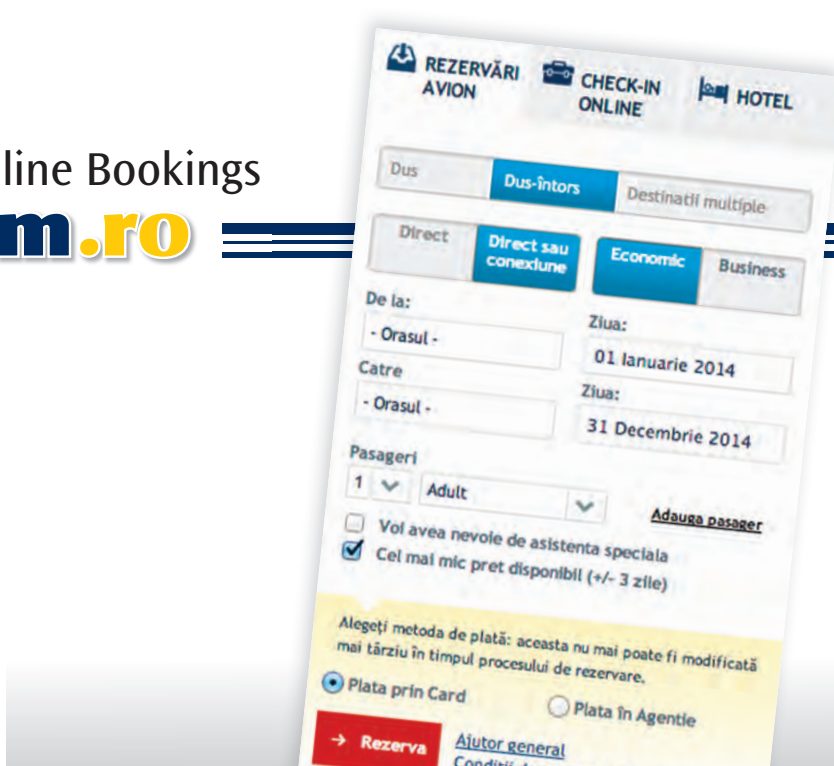 line Bookings
m.ro
REZERVĂRI
AVION
CHECK-IN
ONLINE
HOTEL
Dus
Dus-întors
Destinatii multiple
Direct
Direct sau
conexiune
Economic
Business
De la:
Ziua:
- Orasul -
01 Ianuarie 2014
Catre
Ziua:
- Orasul -
31 Decembrie 2014
Pasageri
1
Adult
Adauga pasager
Voi avea nevoie de asistenta speciala
Cel mai mic pret disponibil (+/- 3 zile)
Alegeți metoda de plată: aceasta nu mai poate fi modificată
mai târziu în timpul procesului de rezervare.
Plata prin Card
Plata în Agentie
→ Rezerva
Ajutor general